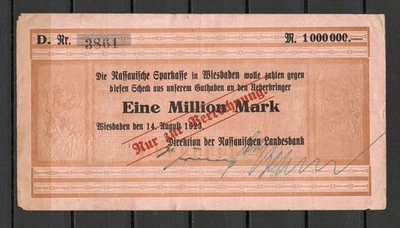 D. Nr. 3861 M. 1 000 000.—
Die Nassauische Sparkasse in Wiesbaden wolle zahlen gegen
diesen Scheck aus unserem Guthaben an den Ueberbringer
Eine Million Mark
Nur zur Verrechnung.
Wiesbaden den 14. August 1923
Direktion der Nassauischen Landesbank